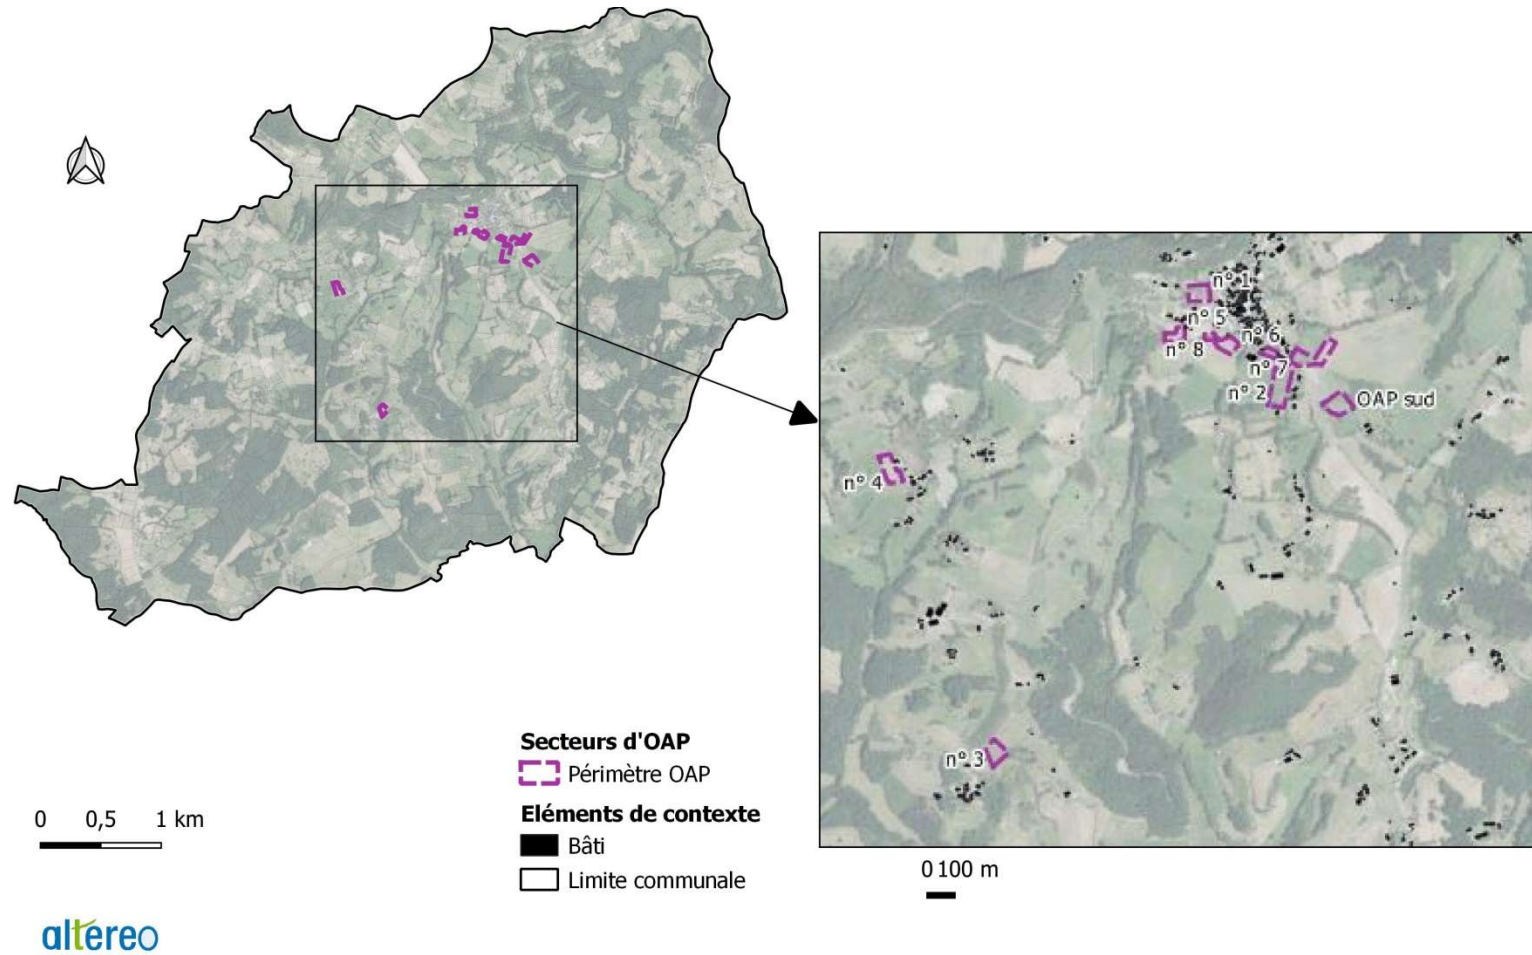 n° 1
n° 5
n° 6
n° 8
n° 7
n° 2
OAP sud
n° 4
n° 3
Secteurs d'OAP
Périmètre OAP
Eléments de contexte
Bâti
Limite communale
0 0,5 1 km
0 100 m
altereo